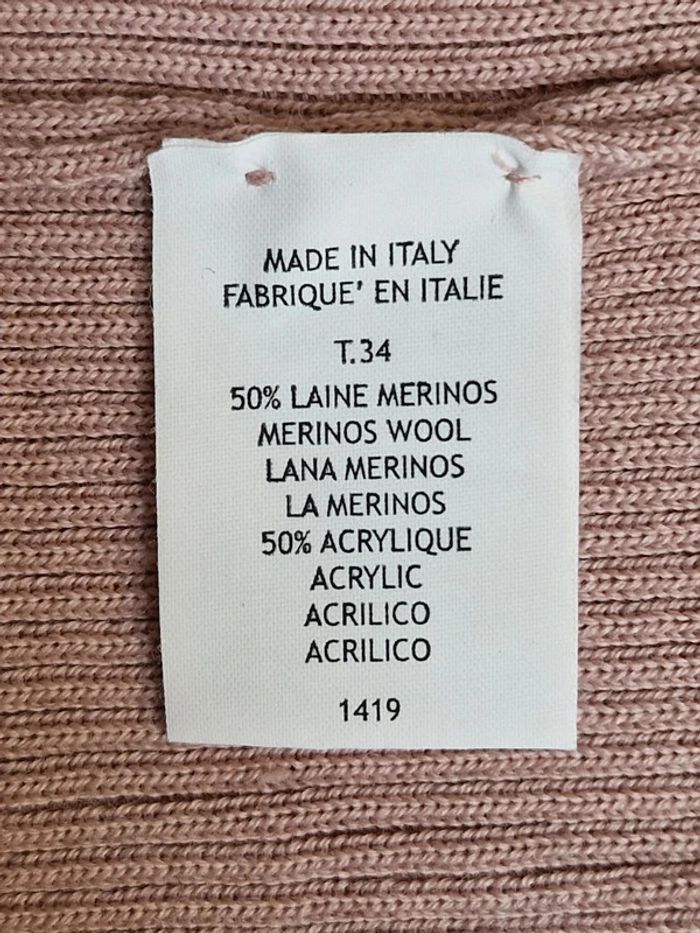 MADE IN ITALY
FABRIQUE' EN ITALIE
T.34
50% LAINE MERINOS
MERINOS WOOL
LANA MERINOS
LA MERINOS
50% ACRYLIQUE
ACRYLIC
ACRILICO
ACRILICO
1419